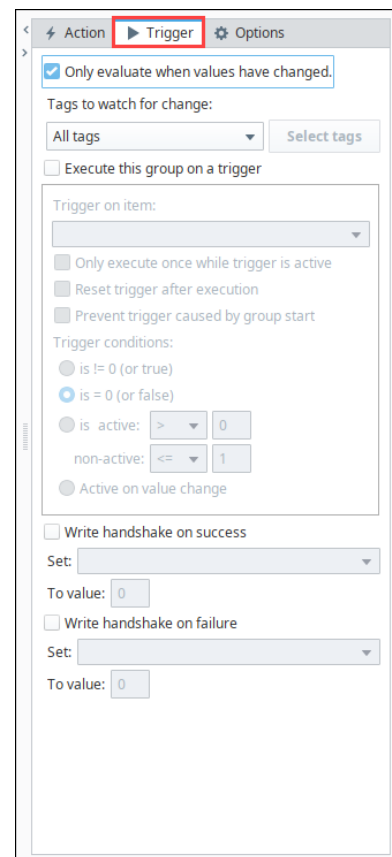 Action Trigger Options
Only evaluate when values have changed.
Tags to watch for change:
All tags Select tags
Execute this group on a trigger
Trigger on item:
Only execute once while trigger is active
Reset trigger after execution
Prevent trigger caused by group start
Trigger conditions:
is != 0 (or true)
is = 0 (or false)
is active: > 0
non-active: <= 1
Active on value change
Write handshake on success
Set:
To value: 0
Write handshake on failure
Set:
To value: 0